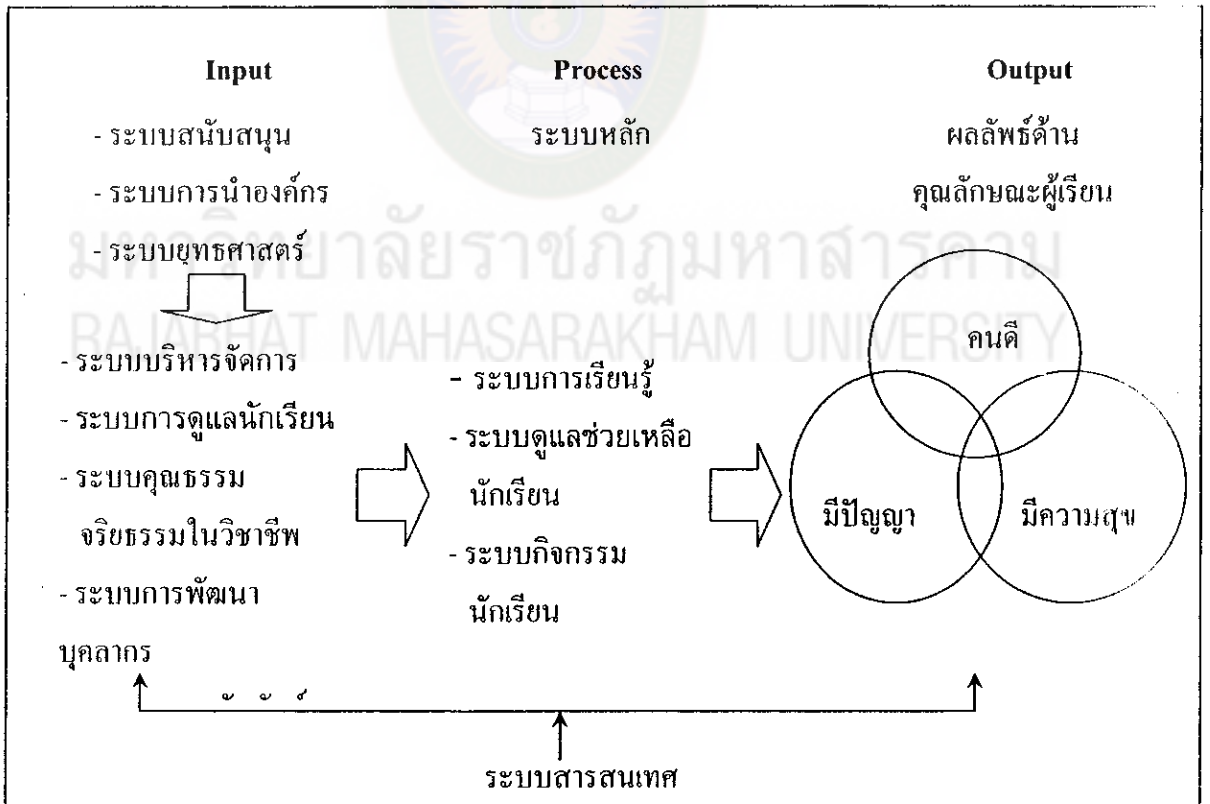 Input
- ระบบสนับสนุน
- ระบบการนำองค์กร
- ระบบยุทธศาสตร์
- ระบบบริหารจัดการ
- ระบบการดูแลนักเรียน
- ระบบคุณธรรม
จริยธรรมในวิชาชีพ
- ระบบการพัฒนา
บุคลากร
Process
ระบบหลัก
- ระบบการเรียนรู้
- ระบบดูแลช่วยเหลือ
นักเรียน
- ระบบกิจกรรม
นักเรียน
Output
ผลลัพธ์ด้าน
คุณลักษณะผู้เรียน
คนดี
มีปัญญา
มีความสุข
ระบบสารสนเทศ
มหาวิทยาลัยราชภัฏมหาสารคาม
RAJABHAT MAHASARAKHAM UNIVERSITY